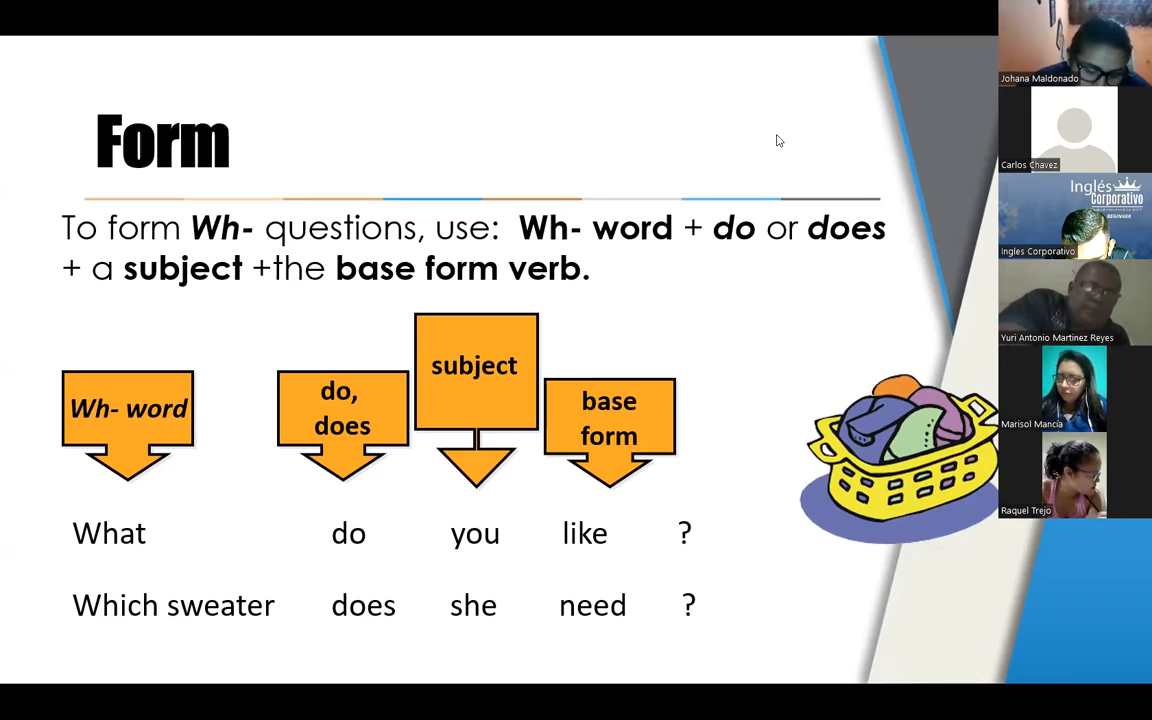 Form
To form Wh- questions, use: Wh- word + do or does
+ a subject +the base form verb.
Wh- word
do,
does
subject
base
form
What do you like ?
Which sweater does she need ?
Johana Maldonado
Carlos Chavez
Inglés
Corporativo
BEGINNER
Ingles Corporativo
Yuri Antonio Martinez Reyes
Marisol Mancía
Raquel Trejo